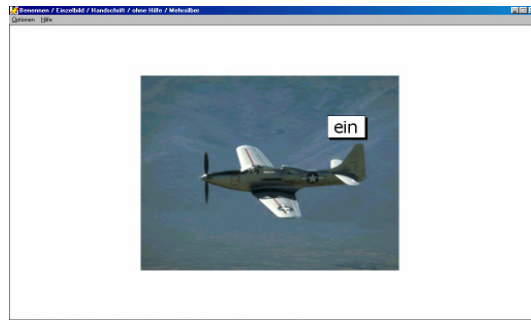 Benennen / Einzelbild / Handschrift / ohne Hilfe / Mehrsilber
Optionen Hilfe
ein